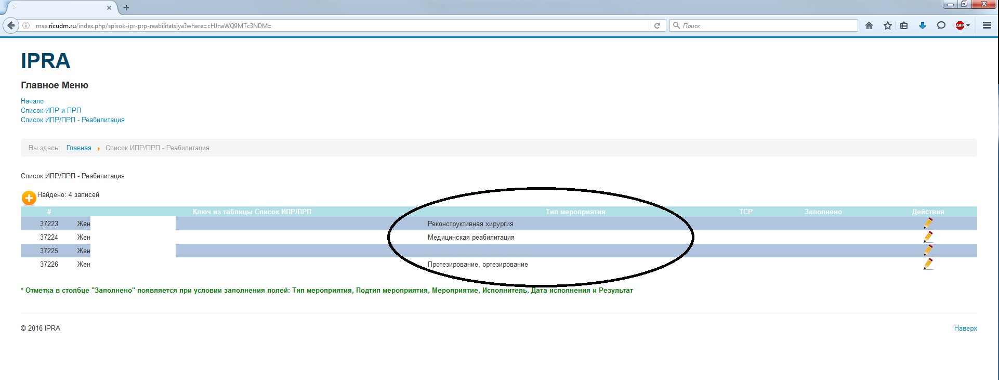 -
mse.ricudm.ru/index.php/spisok-ipr-prp-reabilitatsiya?where=cHJnaWQ9MTc3NDM= Поиск ABP
IPRA
Главное Меню
Начало
Список ИПР и ПРП
Список ИПР/ПРП - Реабилитация
Вы здесь: Главная Список ИПР/ПРП - Реабилитация
Список ИПР/ПРП - Реабилитация
Найдено: 4 записей
# Ключ из таблицы Список ИПР/ПРП Тип мероприятия ТСР Заполнено Действия
37223 Жен Реконструктивная хирургия
37224 Жен Медицинская реабилитация
37225 Жен
37226 Жен Протезирование, ортезирование
* Отметка в столбце "Заполнено" появляется при условии заполнения полей: Тип мероприятия, Подтип мероприятия, Мероприятие, Исполнитель, Дата исполнения и Результат
© 2016 IPRA Наверх